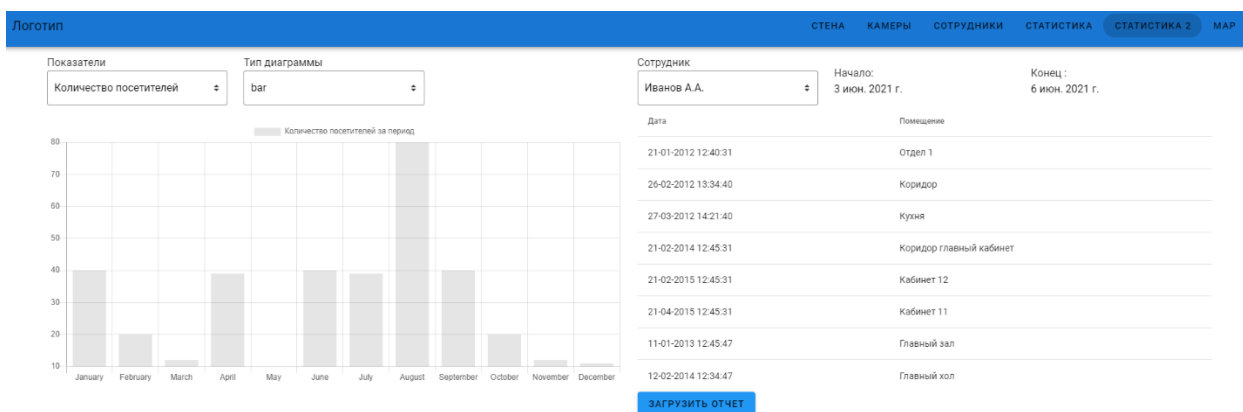 Логотип
СТЕНА КАМЕРЫ СОТРУДНИКИ СТАТИСТИКА СТАТИСТИКА 2 MAP
Показатели Тип диаграммы
Количество посетителей bar
Количество посетителей за период
80
70
60
50
40
30
20
10
January February March April May June July August September October November December
Сотрудник Начало: Конец :
Иванов А.А. 3 июн. 2021 г. 6 июн. 2021 г.
Дата Помещение
21-01-2012 12:40:31 Отдел 1
26-02-2012 13:34:40 Коридор
27-03-2012 14:21:40 Кухня
21-02-2014 12:45:31 Коридор главный кабинет
21-02-2015 12:45:31 Кабинет 12
21-04-2015 12:45:31 Кабинет 11
11-01-2013 12:45:47 Главный зал
12-02-2014 12:34:47 Главный хол
ЗАГРУЗИТЬ ОТЧЕТ